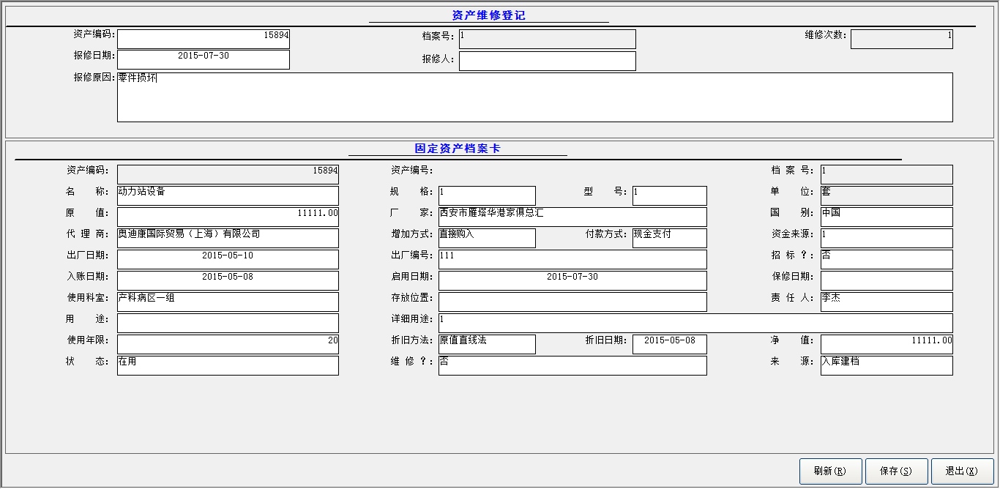 资产维修登记
资产编码: 15894 档案号: 1 维修次数: 1
报修日期: 2015-07-30 报修人:
报修原因: 零件损坏
固定资产档案卡
资产编码: 15894 资产编号: 档 案 号: 1
名 称: 动力站设备 规 格: 1 型 号: 1 单 位: 套
原 值: 11111.00 厂 家: 西安市雁塔华港家俱总汇 国 别: 中国
代 理 商: 奥迪康国际贸易（上海）有限公司 增加方式: 直接购入 付款方式: 现金支付 资金来源: 1
出厂日期: 2015-05-10 出厂编号: 111 招 标 ？: 否
入账日期: 2015-05-08 启用日期: 2015-07-30 保修日期:
使用科室: 产科病区一组 存放位置: 责 任 人: 李杰
用 途: 详细用途: 1
使用年限: 20 折旧方法: 原值直线法 折旧日期: 2015-05-08 净 值: 11111.00
状 态: 在用 维 修 ？: 否 来 源: 入库建档
刷新(R) 保存(S) 退出(X)